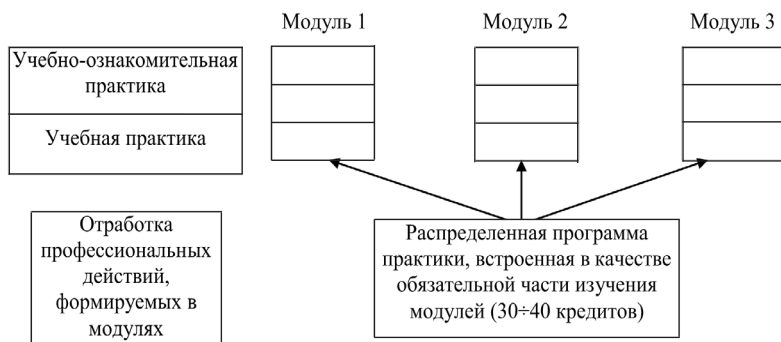 Модуль 1
Модуль 2
Модуль 3
Учебно-ознакомительная
практика
Учебная практика
Отработка
профессиональных
действий,
формируемых в
модулях
Распределенная программа
практики, встроенная в качестве
обязательной части изучения
модулей (30÷40 кредитов)